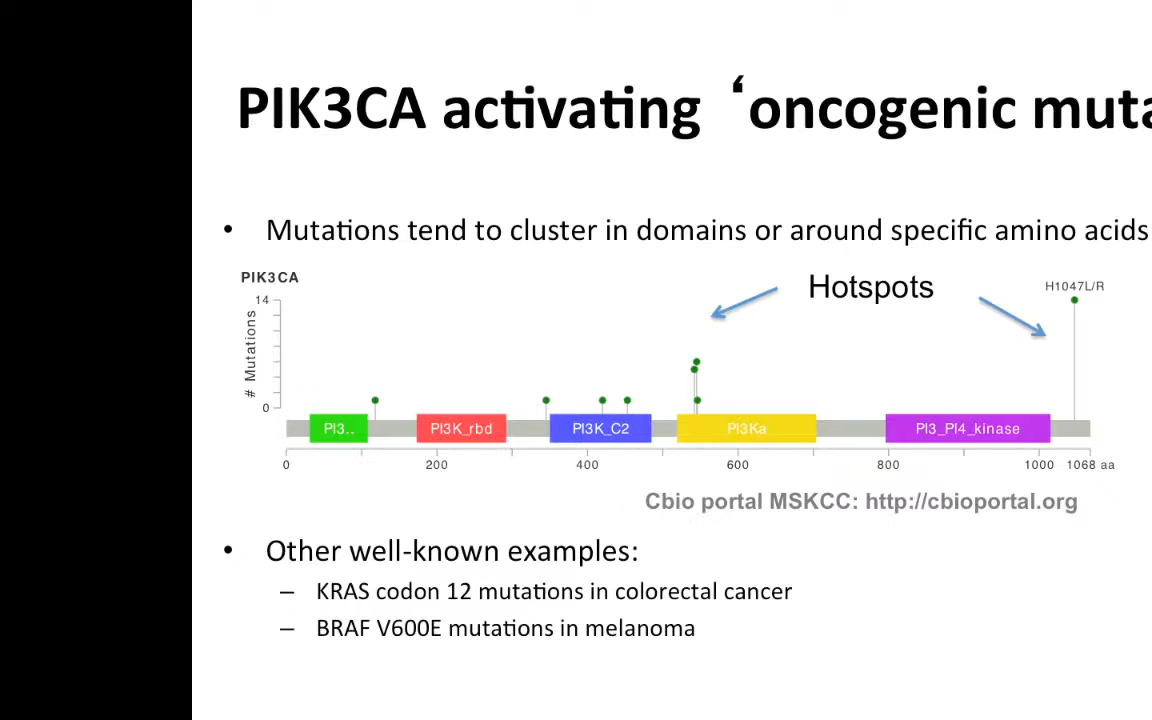 PIK3CA activating ‘oncogenic muta
• Mutations tend to cluster in domains or around specific amino acids
PIK3CA
Hotspots
H1047L/R
14
# Mutations
0
PI3.. PI3K_rbd PI3K_C2 PI3Ka PI3_PI4_kinase
0 200 400 600 800 1000 1068 aa
Cbio portal MSKCC: http://cbioportal.org
• Other well-known examples:
– KRAS codon 12 mutations in colorectal cancer
– BRAF V600E mutations in melanoma